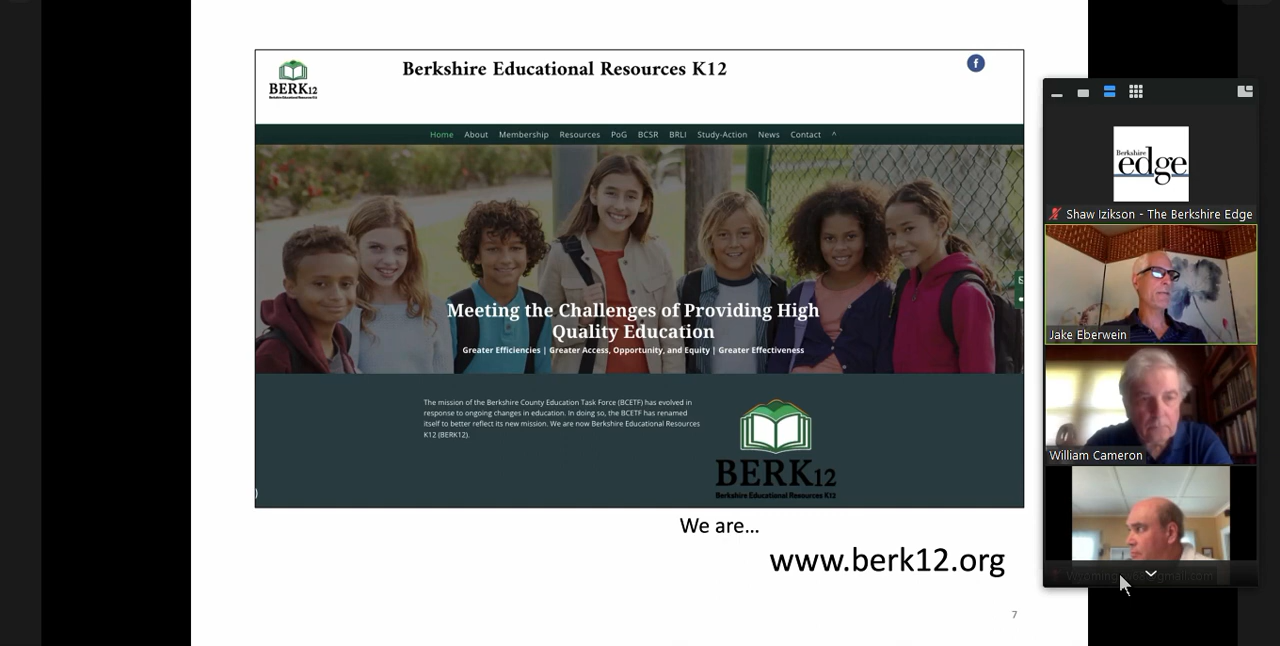 BERK12
Berkshire Educational Resources K12
Berkshire Educational Resources K12
f
Home About Membership Resources PoG BCSR BRLI Study-Action News Contact ^
Meeting the Challenges of Providing High
Quality Education
Greater Efficiencies | Greater Access, Opportunity, and Equity | Greater Effectiveness
The mission of the Berkshire County Education Task Force (BCETF) has evolved in
response to ongoing changes in education. In doing so, the BCETF has renamed
itself to better reflect its new mission. We are now Berkshire Educational Resources
K12 (BERK12).
BERK12
Berkshire Educational Resources K12
)
We are...
www.berk12.org
7
Berkshire
edge
Shaw Izikson - The Berkshire Edge
Jake Eberwein
William Cameron